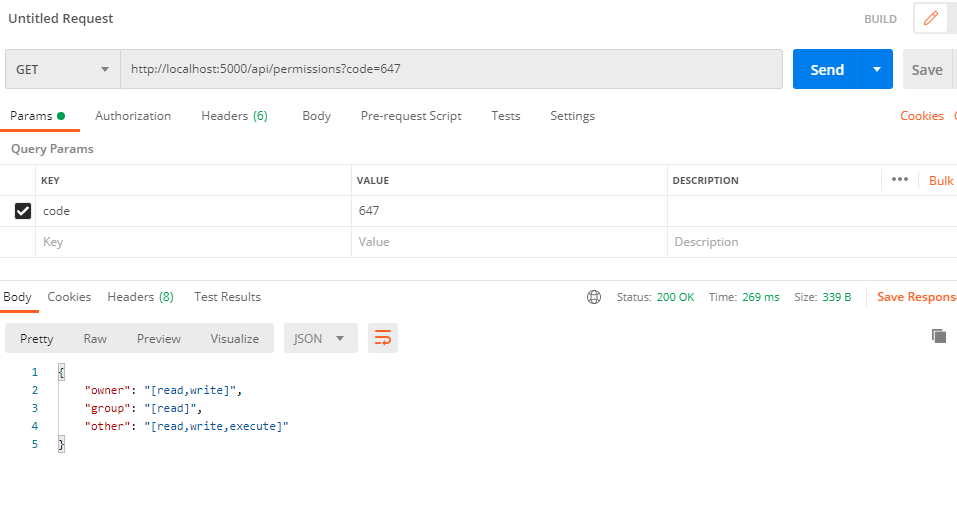 Untitled Request BUILD
GET http://localhost:5000/api/permissions?code=647 Send Save
Params Authorization Headers (6) Body Pre-request Script Tests Settings Cookies
Query Params
KEY VALUE DESCRIPTION ••• Bulk
code 647
Key Value Description
Body Cookies Headers (8) Test Results Status: 200 OK Time: 269 ms Size: 339 B Save Respons
Pretty Raw Preview Visualize JSON
1 {
2 "owner": "[read,write]",
3 "group": "[read]",
4 "other": "[read,write,execute]"
5 }